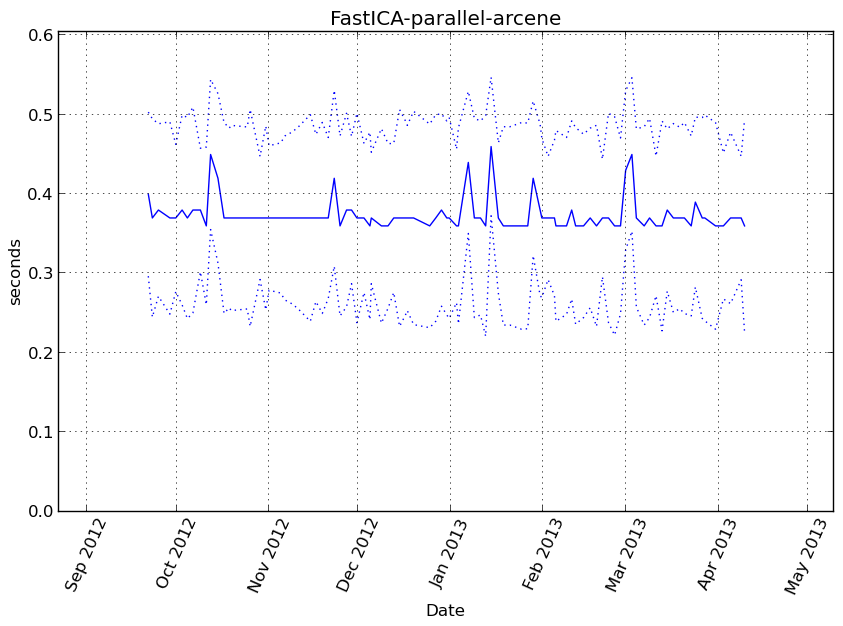 FastICA-parallel-arcene
0.6
0.5
0.4
0.3
0.2
0.1
0.0
seconds
Sep 2012
Oct 2012
Nov 2012
Dec 2012
Jan 2013
Feb 2013
Mar 2013
Apr 2013
May 2013
Date